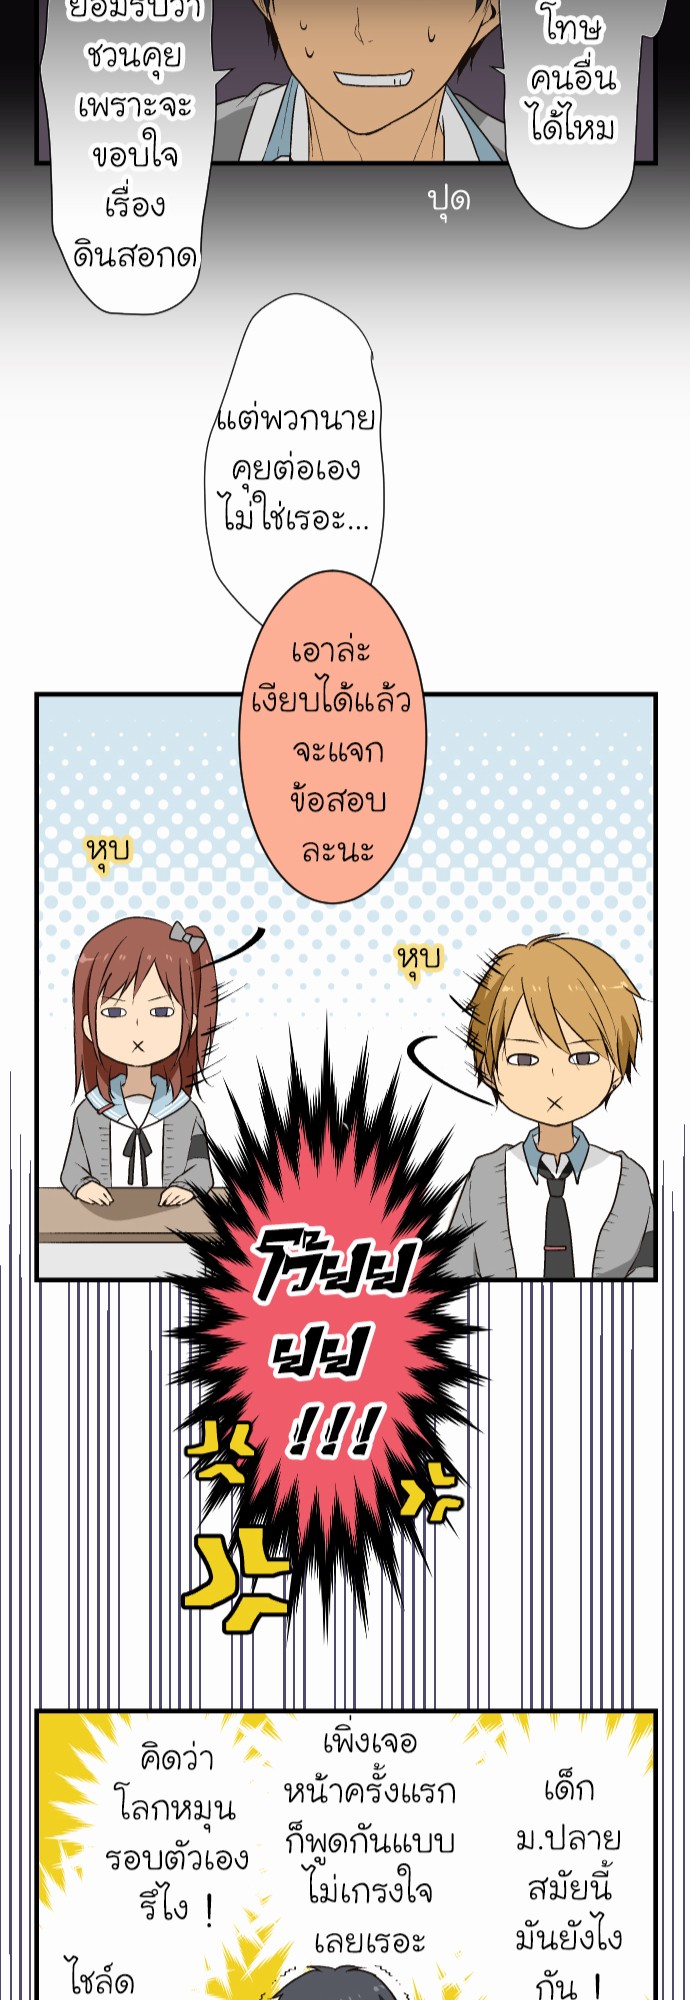 ยอมรับว่า
ชวนคุย
เพราะจะ
ขอบใจ
เรื่อง
ดินสอกด
โทษ
คนอื่น
ได้ไหม
ปุด
แต่พวกนาย
คุยต่อเอง
ไม่ใช่เรอะ...
เอาล่ะ
เงียบได้แล้ว
จะแจก
ข้อสอบ
ละนะ
หุบ
หุบ
โว๊ยย
ยย
!!!
คิดว่า
โลกหมุน
รอบตัวเอง
รึไง !
เพิ่งเจอ
หน้าครั้งแรก
ก็พูดกันแบบ
ไม่เกรงใจ
เลยเรอะ
เด็ก
ม.ปลาย
สมัยนี้
มันยังไง
กัน !
ไชล์ด